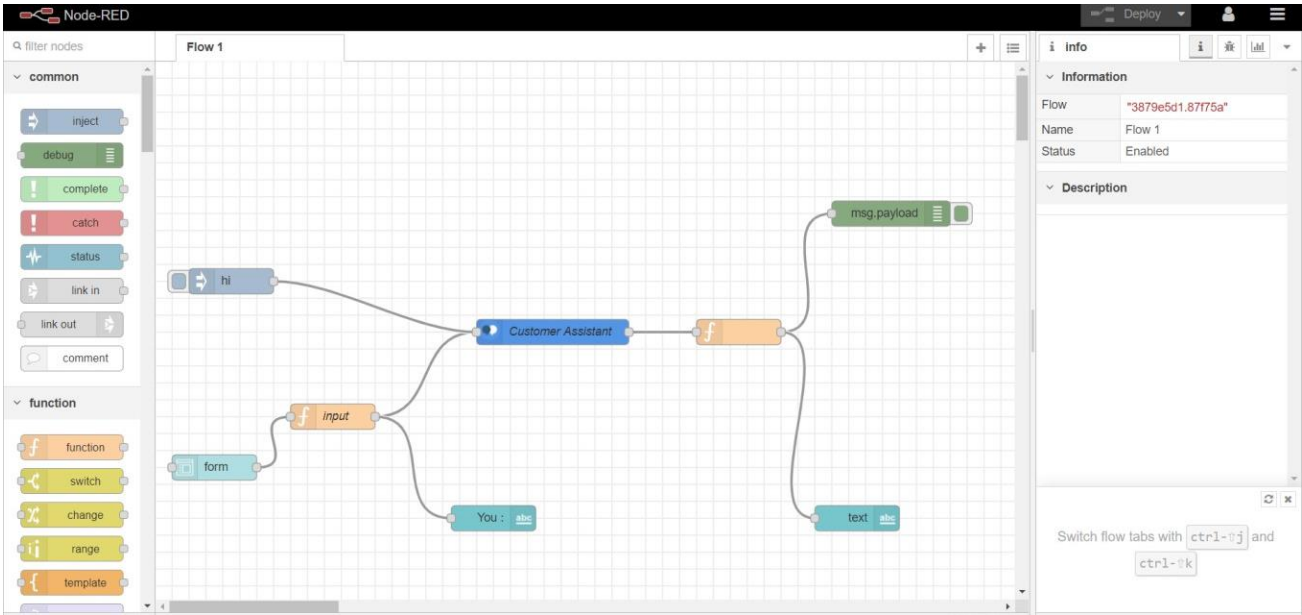 Node-RED
Deploy
filter nodes
Flow 1
i info
i
common
Information
inject
Flow "3879e5d1.87f75a"
Name Flow 1
Status Enabled
debug
complete
Description
catch
msg.payload
status
hi
link in
link out
Customer Assistant
f
comment
function
f input
f function
form
switch
change
You : abc
text abc
Switch flow tabs with ctrl-⇧j and
ctrl-⇧k
range
template